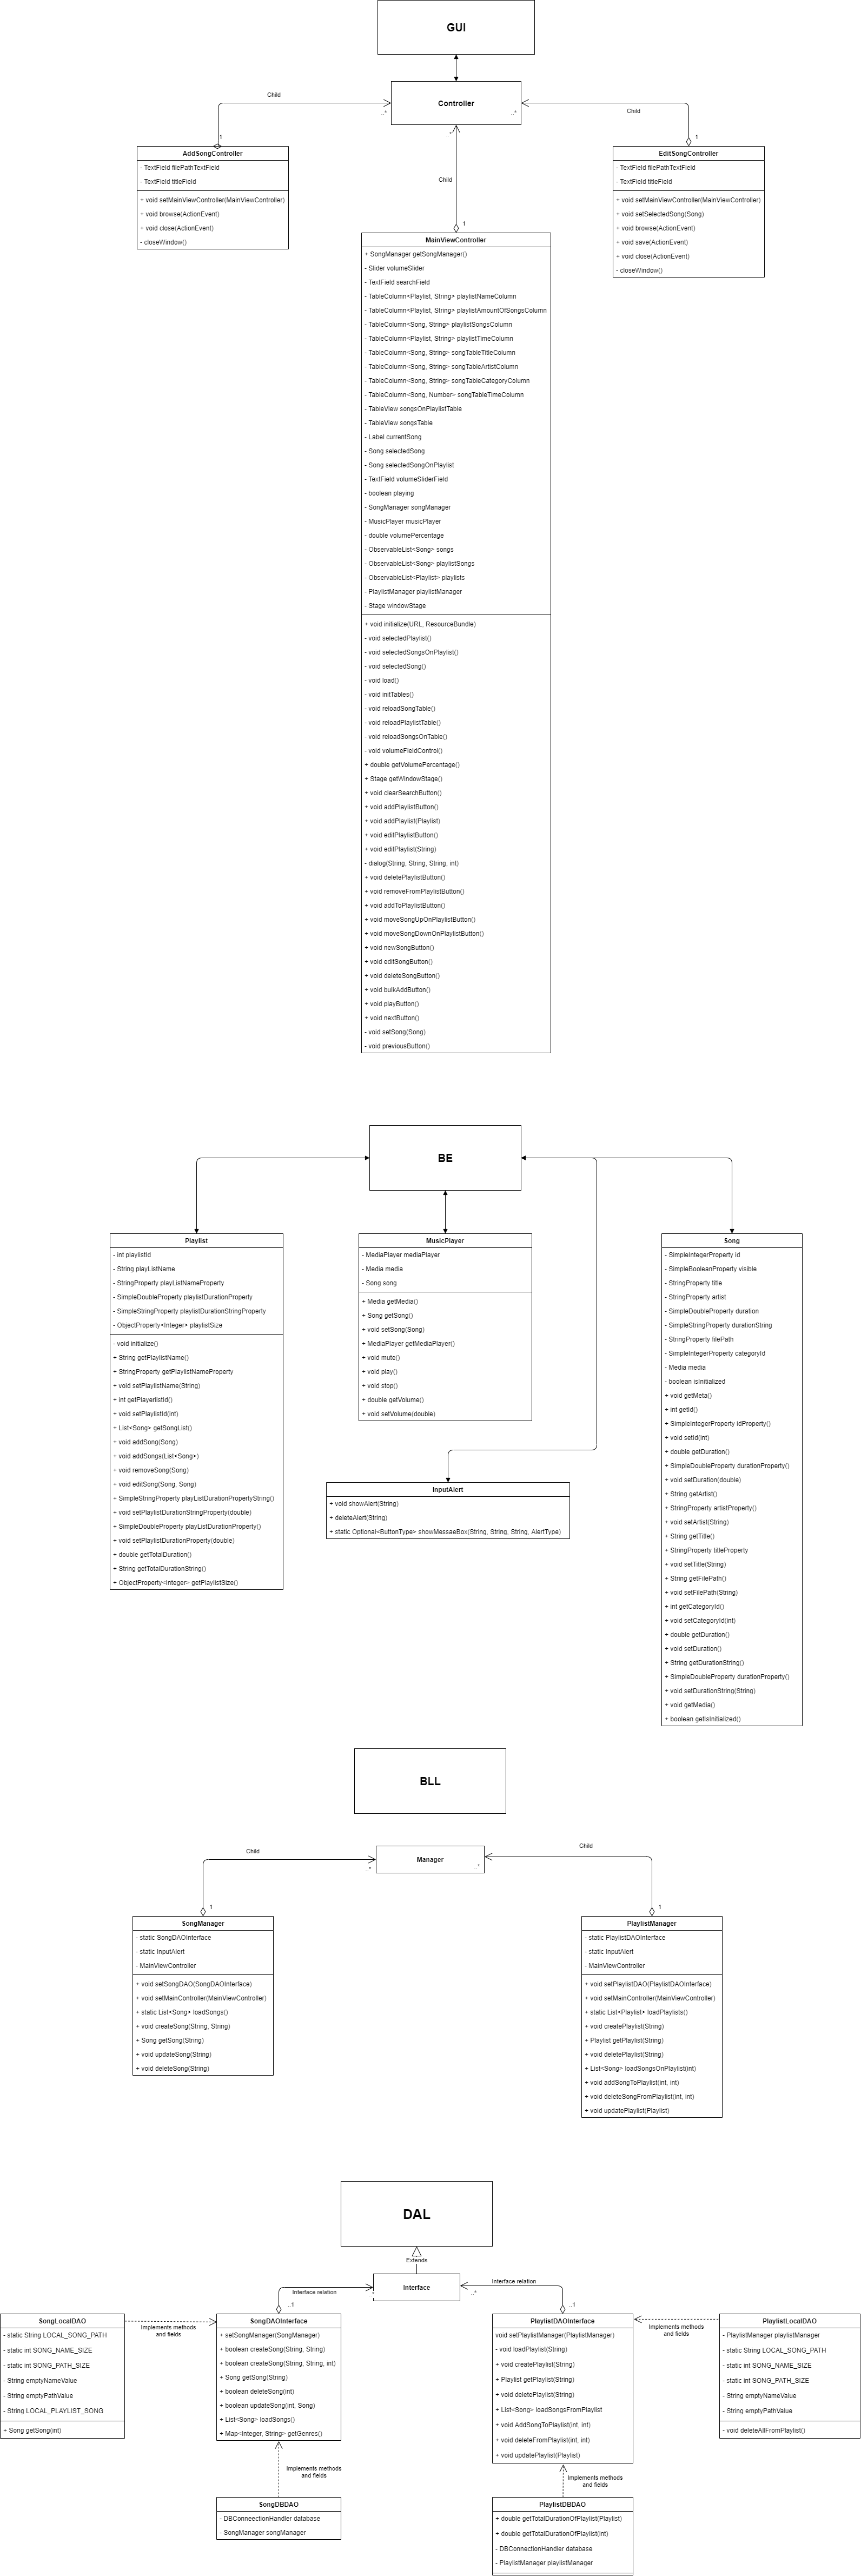 GUI
Controller
Child
..*
..*
Child
..*
1
1
Child
1
AddSongController
- TextField filePathTextField
- TextField titleField
+ void setMainViewController(MainViewController)
+ void browse(ActionEvent)
+ void close(ActionEvent)
- closeWindow()
EditSongController
- TextField filePathTextField
- TextField titleField
+ void setMainViewController(MainViewController)
+ void setSelectedSong(Song)
+ void browse(ActionEvent)
+ void save(ActionEvent)
+ void close(ActionEvent)
- closeWindow()
MainViewController
+ SongManager getSongManager()
- Slider volumeSlider
- TextField searchField
- TableColumn<Playlist, String> playlistNameColumn
- TableColumn<Playlist, String> playlistAmountOfSongsColumn
- TableColumn<Song, String> playlistSongsColumn
- TableColumn<Playlist, String> playlistTimeColumn
- TableColumn<Song, String> songTableTitleColumn
- TableColumn<Song, String> songTableArtistColumn
- TableColumn<Song, String> songTableCategoryColumn
- TableColumn<Song, Number> songTableTimeColumn
- TableView songsOnPlaylistTable
- TableView songsTable
- Label currentSong
- Song selectedSong
- Song selectedSongOnPlaylist
- TextField volumeSliderField
- boolean playing
- SongManager songManager
- MusicPlayer musicPlayer
- double volumePercentage
- ObservableList<Song> songs
- ObservableList<Song> playlistSongs
- ObservableList<Playlist> playlists
- PlaylistManager playlistManager
- Stage windowStage
+ void initialize(URL, ResourceBundle)
- void selectedPlaylist()
- void selectedSongsOnPlaylist()
- void selectedSong()
- void load()
- void initTables()
- void reloadSongTable()
- void reloadPlaylistTable()
- void reloadSongsOnTable()
- void volumeFieldControl()
+ double getVolumePercentage()
+ Stage getWindowStage()
+ void clearSearchButton()
+ void addPlaylistButton()
+ void addPlaylist(Playlist)
+ void editPlaylistButton()
+ void editPlaylist(String)
- dialog(String, String, String, int)
+ void deletePlaylistButton()
+ void removeFromPlaylistButton()
+ void addToPlaylistButton()
+ void moveSongUpOnPlaylistButton()
+ void moveSongDownOnPlaylistButton()
+ void newSongButton()
+ void editSongButton()
+ void deleteSongButton()
+ void bulkAddButton()
+ void playButton()
+ void nextButton()
- void setSong(Song)
- void previousButton()
BE
Playlist
- int playlistId
- String playListName
- StringProperty playListNameProperty
- SimpleDoubleProperty playlistDurationProperty
- SimpleStringProperty playlistDurationStringProperty
- ObjectProperty<Integer> playlistSize
- void initialize()
+ String getPlaylistName()
+ StringProperty getPlaylistNameProperty
+ void setPlaylistName(String)
+ int getPlayerlistId()
+ void setPlaylistId(int)
+ List<Song> getSongList()
+ void addSong(Song)
+ void addSongs(List<Song>)
+ void removeSong(Song)
+ void editSong(Song, Song)
+ SimpleStringProperty playListDurationPropertyString()
+ void setPlaylistDurationStringProperty(double)
+ SimpleDoubleProperty playListDurationProperty()
+ void setPlaylistDurationProperty(double)
+ double getTotalDuration()
+ String getTotalDurationString()
+ ObjectProperty<Integer> getPlaylistSize()
MusicPlayer
- MediaPlayer mediaPlayer
- Media media
- Song song
+ Media getMedia()
+ Song getSong()
+ void setSong(Song)
+ MediaPlayer getMediaPlayer()
+ void mute()
+ void play()
+ void stop()
+ double getVolume()
+ void setVolume(double)
InputAlert
+ void showAlert(String)
+ deleteAlert(String)
+ static Optional<ButtonType> showMessaeBox(String, String, String, AlertType)
Song
- SimpleIntegerProperty id
- SimpleBooleanProperty visible
- StringProperty title
- StringProperty artist
- SimpleDoubleProperty duration
- SimpleStringProperty durationString
- StringProperty filePath
- SimpleIntegerProperty categoryId
- Media media
- boolean isInitialized
+ void getMeta()
+ int getId()
+ SimpleIntegerProperty idProperty()
+ void setId(int)
+ double getDuration()
+ SimpleDoubleProperty durationProperty()
+ void setDuration(double)
+ String getArtist()
+ StringProperty artistProperty()
+ void setArtist(String)
+ String getTitle()
+ StringProperty titleProperty
+ void setTitle(String)
+ String getFilePath()
+ void setFilePath(String)
+ int getCategoryId()
+ void setCategoryId(int)
+ double getDuration()
+ void setDuration()
+ String getDurationString()
+ SimpleDoubleProperty durationProperty()
+ void setDurationString(String)
+ void getMedia()
+ boolean getIsInitialized()
BLL
Manager
Child
..*
..*
Child
1
1
SongManager
- static SongDAOInterface
- static InputAlert
- MainViewController
+ void setSongDAO(SongDAOInterface)
+ void setMainController(MainViewController)
+ static List<Song> loadSongs()
+ void createSong(String, String)
+ Song getSong(String)
+ void updateSong(String)
+ void deleteSong(String)
PlaylistManager
- static PlaylistDAOInterface
- static InputAlert
- MainViewController
+ void setPlaylistDAO(PlaylistDAOInterface)
+ void setMainController(MainViewController)
+ static List<Playlist> loadPlaylists()
+ void createPlaylist(String)
+ Playlist getPlaylist(String)
+ void deletePlaylist(String)
+ List<Song> loadSongsOnPlaylist(int)
+ void addSongToPlaylist(int, int)
+ void deleteSongFromPlaylist(int, int)
+ void updatePlaylist(Playlist)
DAL
Extends
Interface
Interface relation
Interface relation
..*
..1
..1
SongLocalDAO
- static String LOCAL_SONG_PATH
- static int SONG_NAME_SIZE
- static int SONG_PATH_SIZE
- String emptyNameValue
- String emptyPathValue
- String LOCAL_PLAYLIST_SONG
+ Song getSong(int)
Implements methods
and fields
SongDAOInterface
+ setSongManager(SongManager)
+ boolean createSong(String, String)
+ boolean createSong(String, String, int)
+ Song getSong(String)
+ boolean deleteSong(int)
+ boolean updateSong(int, Song)
+ List<Song> loadSongs()
+ Map<Integer, String> getGenres()
Implements methods
and fields
SongDBDAO
- DBConnectionHandler database
- SongManager songManager
PlaylistDAOInterface
void setPlaylistManager(PlaylistManager)
- void loadPlaylist(String)
+ void createPlaylist(String)
+ Playlist getPlaylist(String)
+ void deletePlaylist(String)
+ List<Song> loadSongsFromPlaylist
+ void AddSongToPlaylist(int, int)
+ void deleteFromPlaylist(int, int)
+ void updatePlaylist(Playlist)
Implements methods
and fields
PlaylistDBDAO
+ double getTotalDurationOfPlaylist(Playlist)
+ double getTotalDurationOfPlaylist(int)
- DBConnectionHandler database
- PlaylistManager playlistManager
Implements methods
and fields
PlaylistLocalDAO
- PlaylistManager playlistManager
- static String LOCAL_SONG_PATH
- static int SONG_NAME_SIZE
- static int SONG_PATH_SIZE
- String emptyNameValue
- String emptyPathValue
- void deleteAllFromPlaylist()